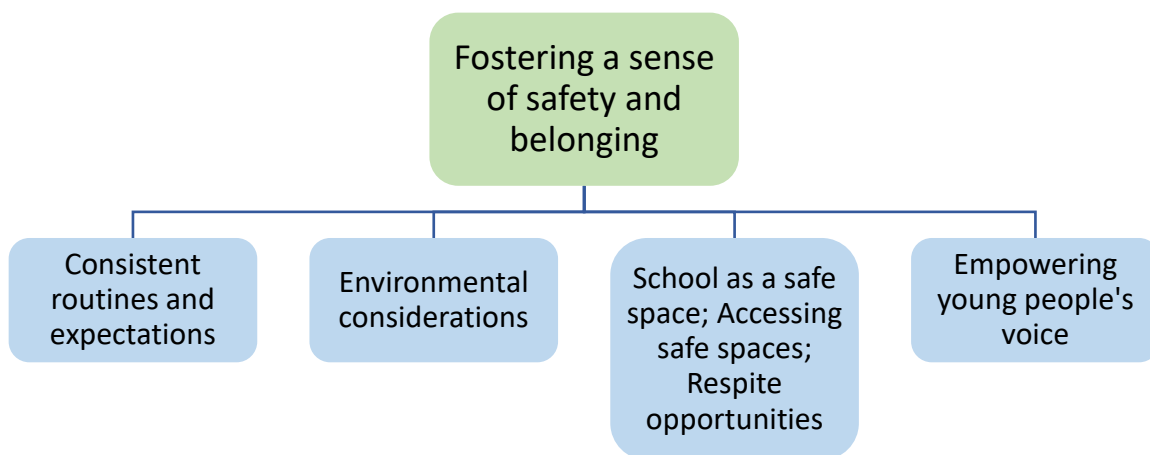 Fostering a sense
of safety and
belonging
Consistent
routines and
expectations
Environmental
considerations
School as a safe
space; Accessing
safe spaces;
Respite
opportunities
Empowering
young people's
voice